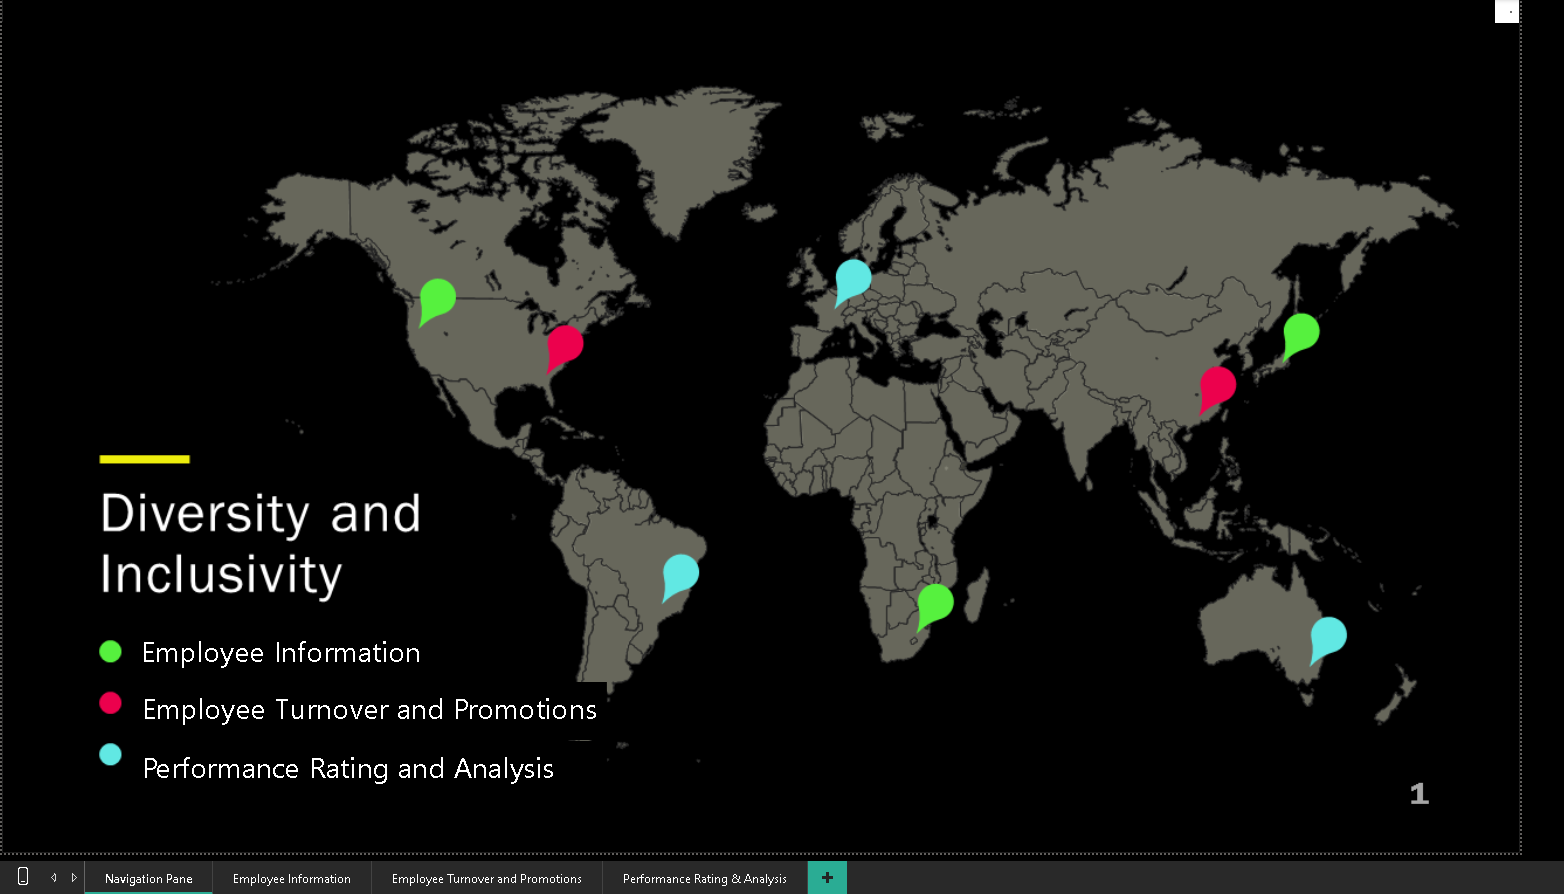 Diversity and
Inclusivity
Employee Information
Employee Turnover and Promotions
Performance Rating and Analysis
1
Navigation Pane
Employee Information
Employee Turnover and Promotions
Performance Rating & Analysis
+